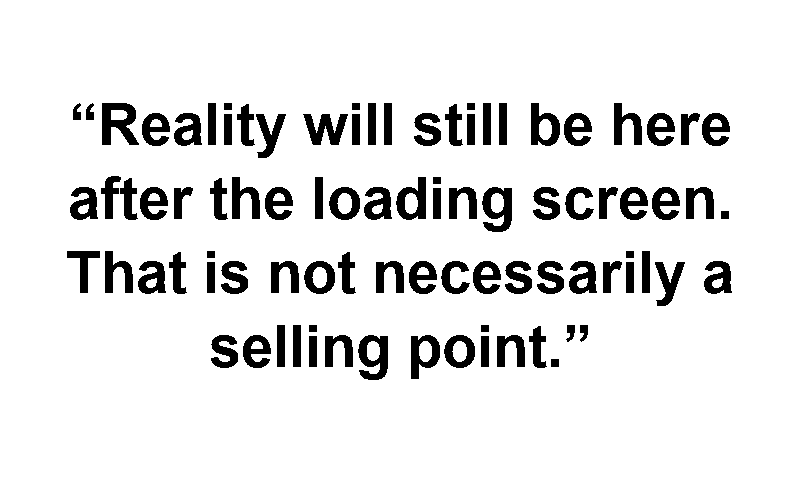 “Reality will still be here
after the loading screen.
That is not necessarily a
selling point.”